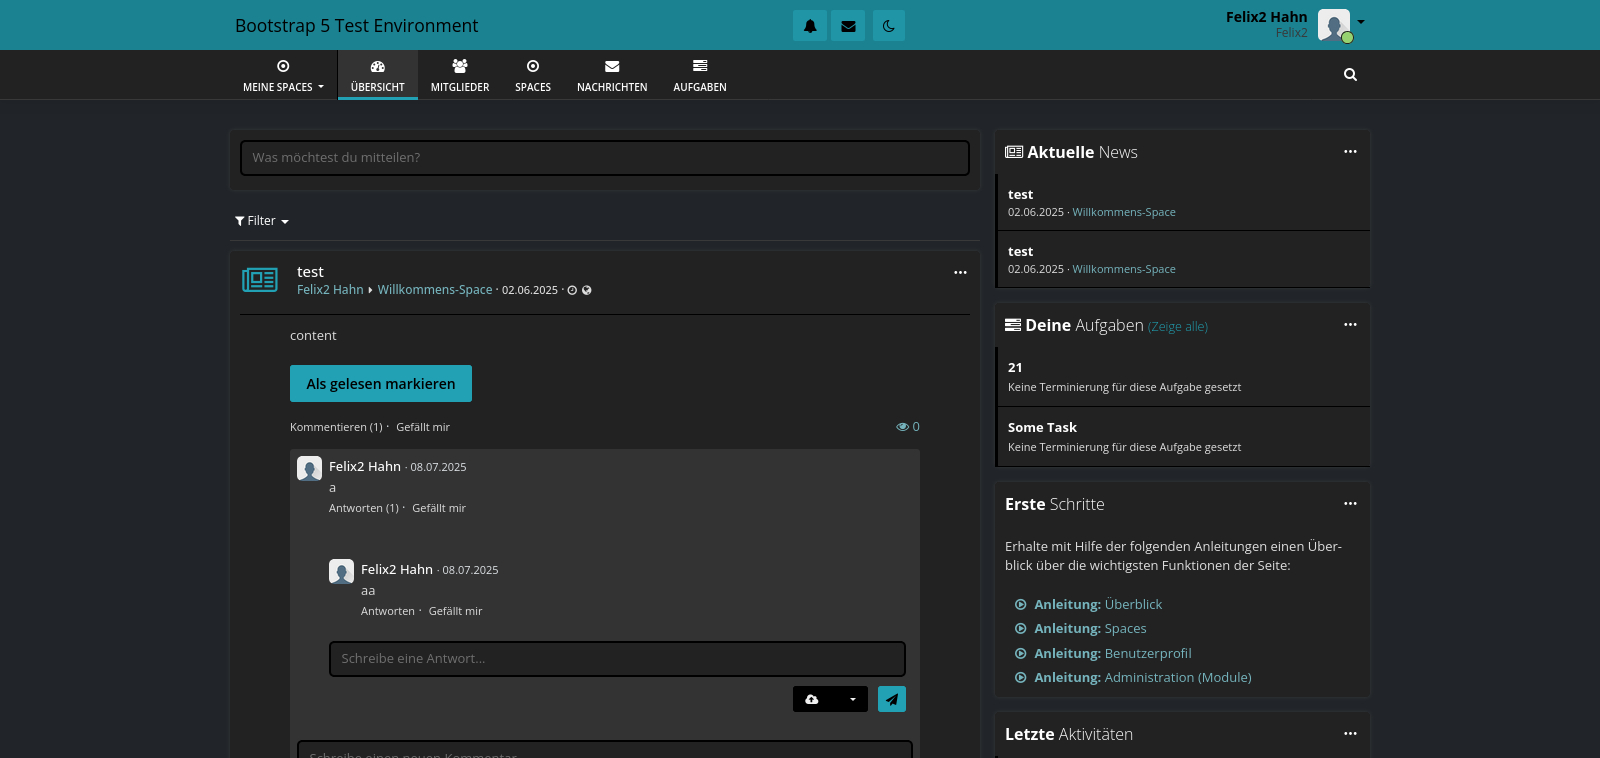 Bootstrap 5 Test Environment
Felix2 Hahn
Felix2
MEINE SPACES
ÜBERSICHT
MITGLIEDER
SPACES
NACHRICHTEN
AUFGABEN
Was möchtest du mitteilen?
Filter
test
Felix2 Hahn Willkommens-Space · 02.06.2025 ·
content
Als gelesen markieren
Kommentieren (1) · Gefällt mir
0
Felix2 Hahn · 08.07.2025
a
Antworten (1) · Gefällt mir
Felix2 Hahn · 08.07.2025
aa
Antworten · Gefällt mir
Schreibe eine Antwort...
Schreibe einen neuen Kommentar...
Aktuelle News
test
02.06.2025 · Willkommens-Space
test
02.06.2025 · Willkommens-Space
Deine Aufgaben (Zeige alle)
21
Keine Terminierung für diese Aufgabe gesetzt
Some Task
Keine Terminierung für diese Aufgabe gesetzt
Erste Schritte
Erhalte mit Hilfe der folgenden Anleitungen einen Über-
blick über die wichtigsten Funktionen der Seite:
Anleitung: Überblick
Anleitung: Spaces
Anleitung: Benutzerprofil
Anleitung: Administration (Module)
Letzte Aktivitäten